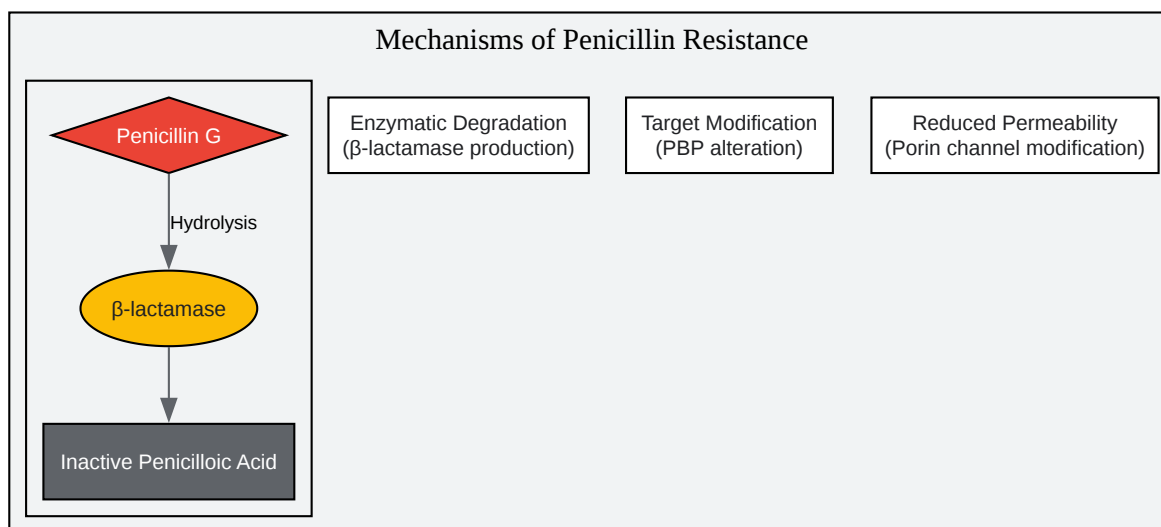 Mechanisms of Penicillin Resistance
Penicillin G
Hydrolysis
β-lactamase
Inactive Penicilloic Acid
Enzymatic Degradation
(β-lactamase production)
Target Modification
(PBP alteration)
Reduced Permeability
(Porin channel modification)